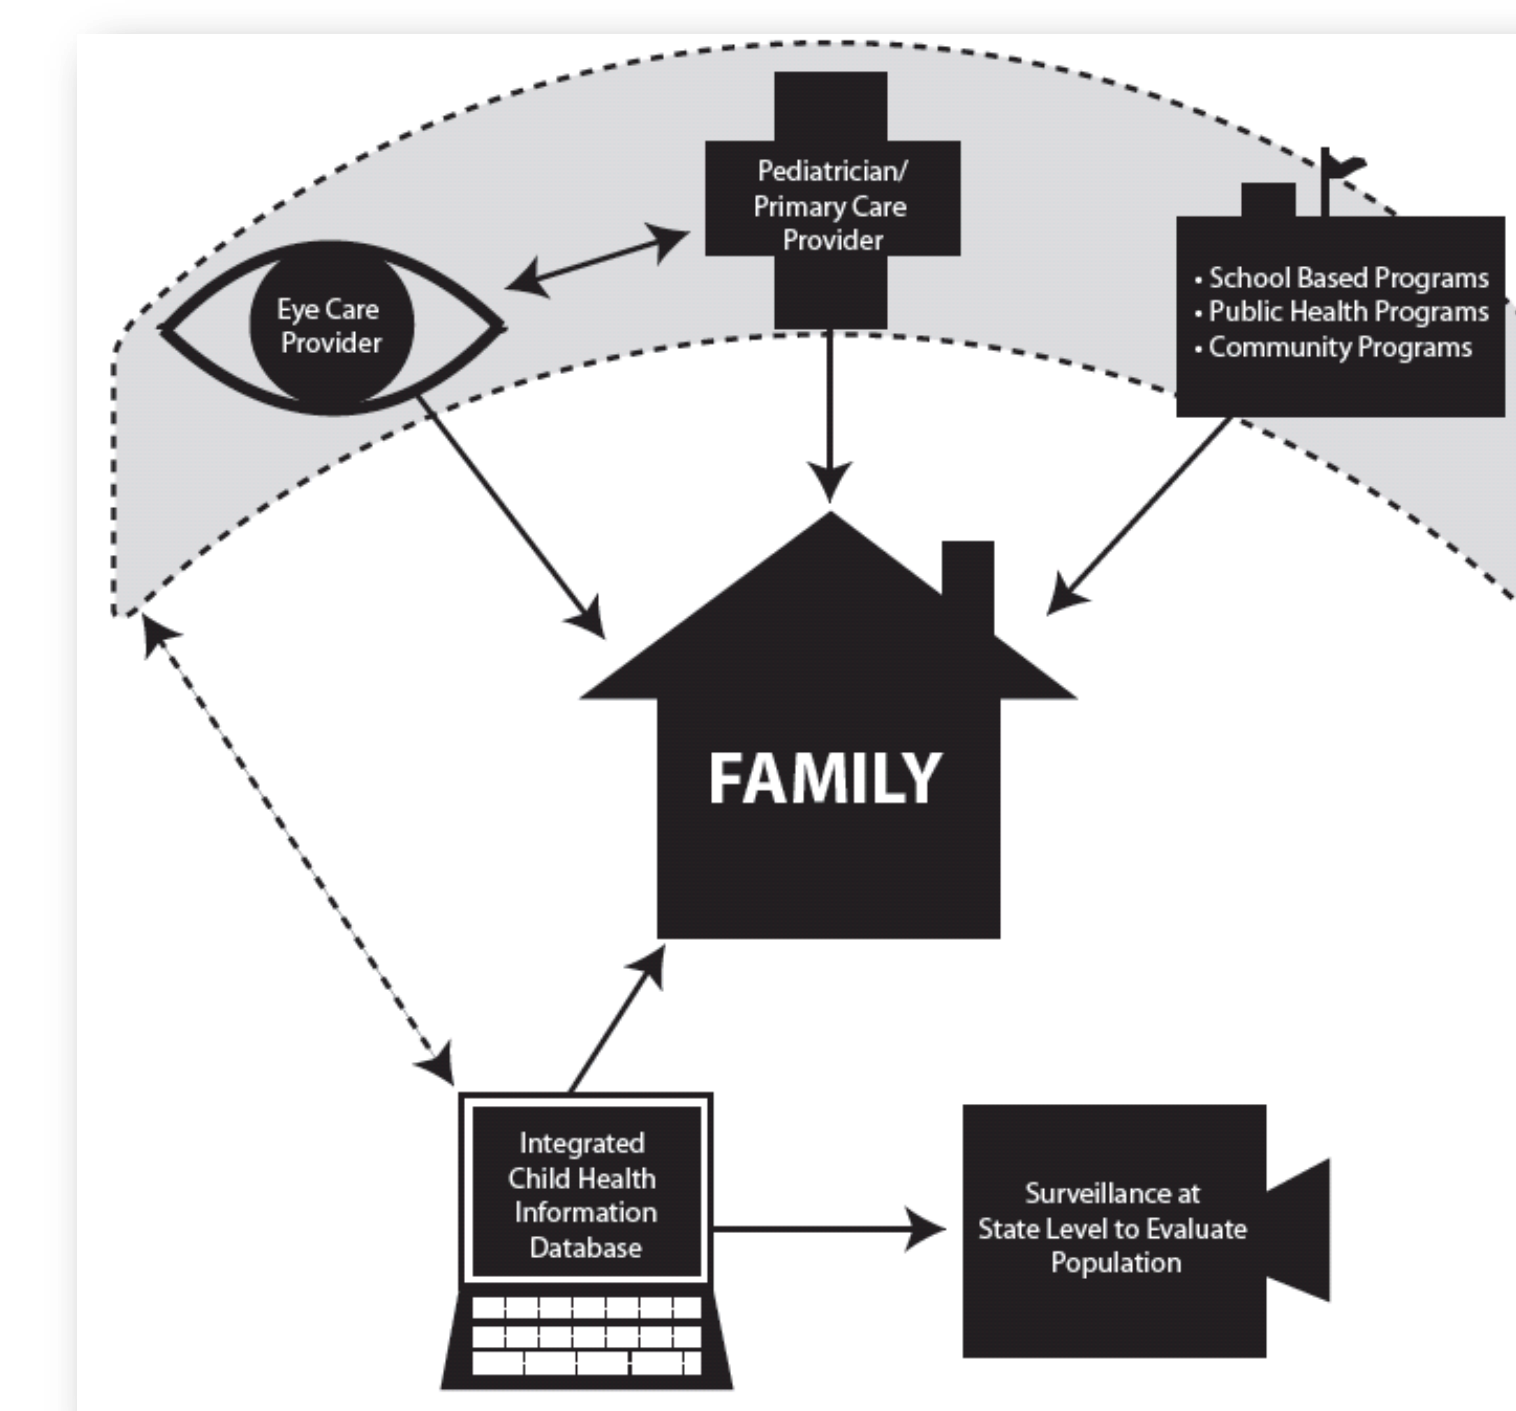 Pediatrician/
Primary Care
Provider
Eye Care
Provider
• School Based Programs
• Public Health Programs
• Community Programs
FAMILY
Integrated
Child Health
Information
Database
Surveillance at
State Level to Evaluate
Population